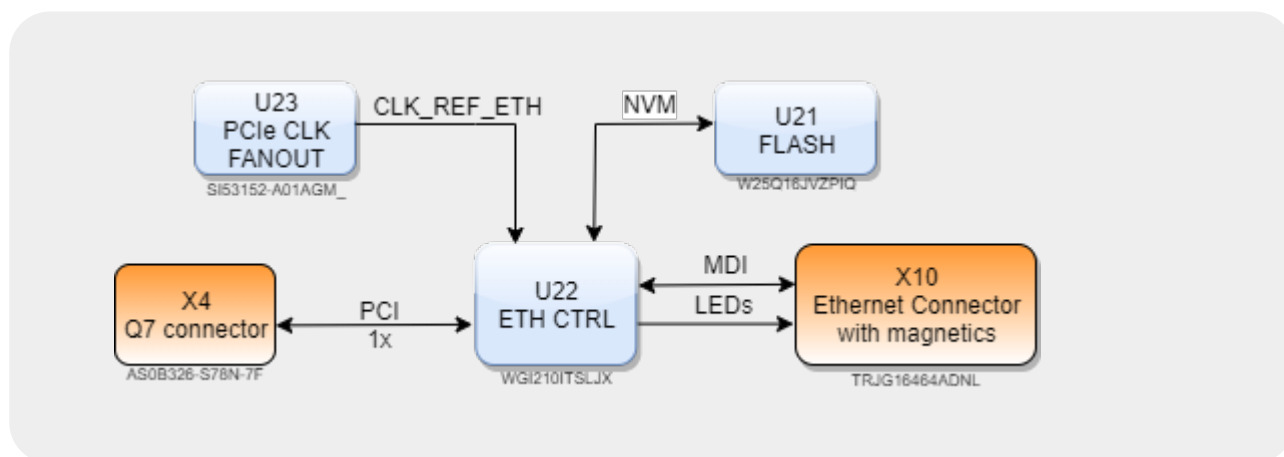 U23
PCIe CLK
FANOUT
SI53152-A01AGM_
CLK_REF_ETH
NVM
U21
FLASH
W25Q16JVZPIQ
X4
Q7 connector
AS0B326-S78N-7F
PCI
1x
U22
ETH CTRL
WGI210ITSLJX
MDI
LEDs
X10
Ethernet Connector
with magnetics
TRJG16464ADNL